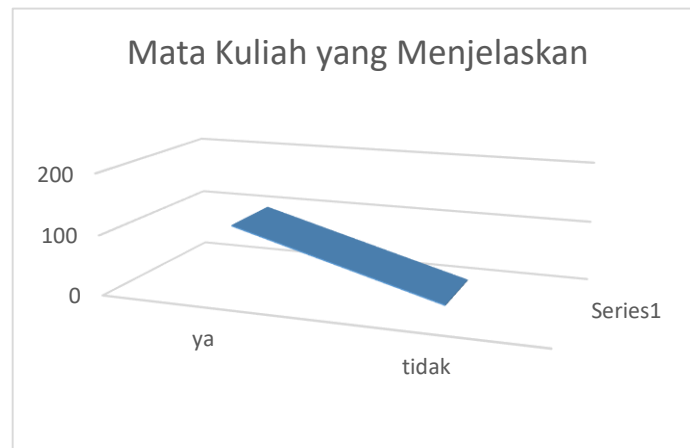 Mata Kuliah yang Menjelaskan
200
100
0
ya
tidak
Series1